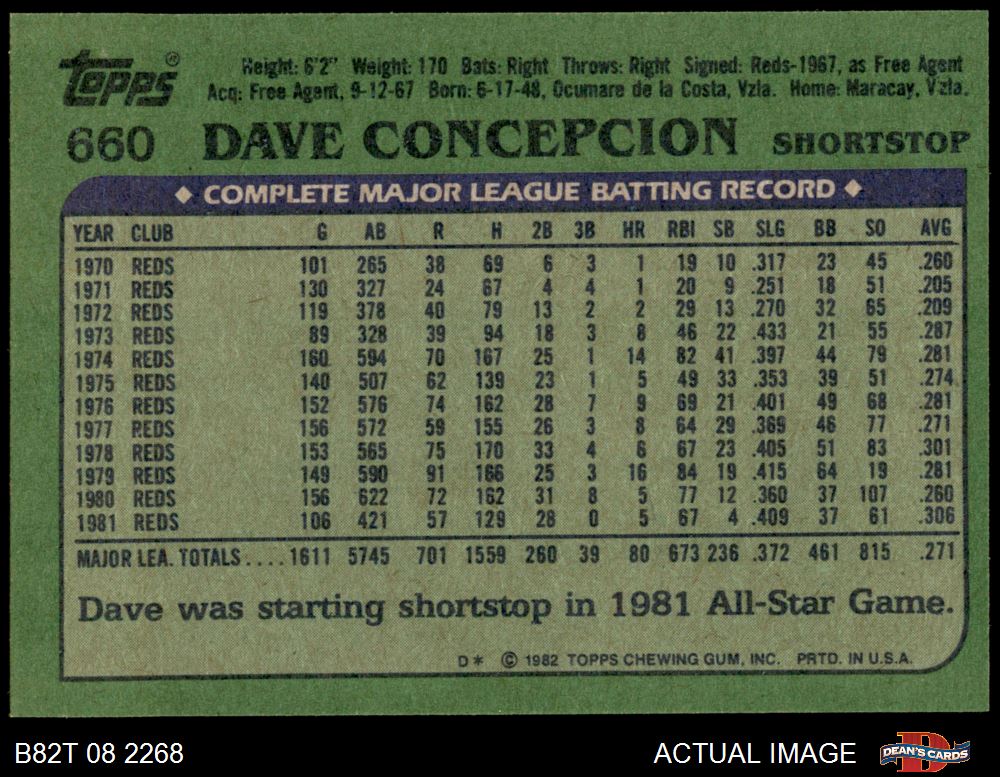 TOPPS® Height: 6'2" Weight: 170 Bats: Right Throws: Right Signed: Reds-1967, as Free Agent
Acq: Free Agent, 9-12-67 Born: 6-17-48, Ocumare de la Costa, Vzla. Home: Maracay, Vzla.
660 DAVE CONCEPCION SHORTSTOP
◆ COMPLETE MAJOR LEAGUE BATTING RECORD ◆
YEAR CLUB G AB R H 2B 3B HR RBI SB SLG BB SO AVG
1970 REDS 101 265 38 69 6 3 1 19 10 .317 23 45 .260
1971 REDS 130 327 24 67 4 4 1 20 9 .251 18 51 .205
1972 REDS 119 378 40 79 13 2 2 29 13 .270 32 65 .209
1973 REDS 89 328 39 94 18 3 8 46 22 .433 21 55 .287
1974 REDS 160 594 70 167 25 1 14 82 41 .397 44 79 .281
1975 REDS 140 507 62 139 23 1 5 49 33 .353 39 51 .274
1976 REDS 152 576 74 162 28 7 9 69 21 .401 49 68 .281
1977 REDS 156 572 59 155 26 3 8 64 29 .369 46 77 .271
1978 REDS 153 565 75 170 33 4 6 67 23 .405 51 83 .301
1979 REDS 149 590 91 166 25 3 16 84 19 .415 64 19 .281
1980 REDS 156 622 72 162 31 8 5 77 12 .360 37 107 .260
1981 REDS 106 421 57 129 28 0 5 67 4 .409 37 61 .306
MAJOR LEA. TOTALS.... 1611 5745 701 1559 260 39 80 673 236 .372 461 815 .271
Dave was starting shortstop in 1981 All-Star Game.
D* © 1982 TOPPS CHEWING GUM, INC. PRTD. IN U.S.A.
B82T 08 2268 ACTUAL IMAGE DEAN'S CARDS